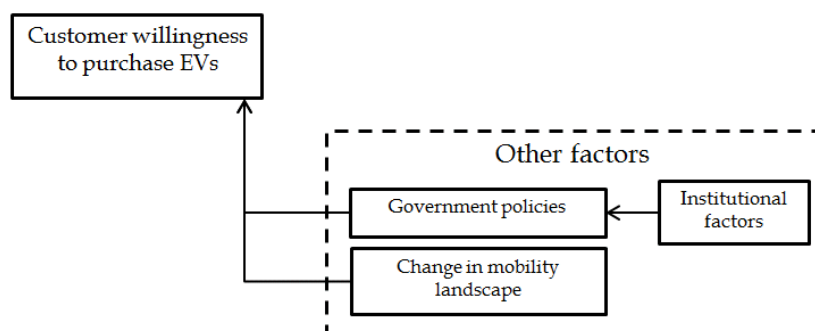 Customer willingness
to purchase EVs
Other factors
Government policies
Institutional
factors
Change in mobility
landscape